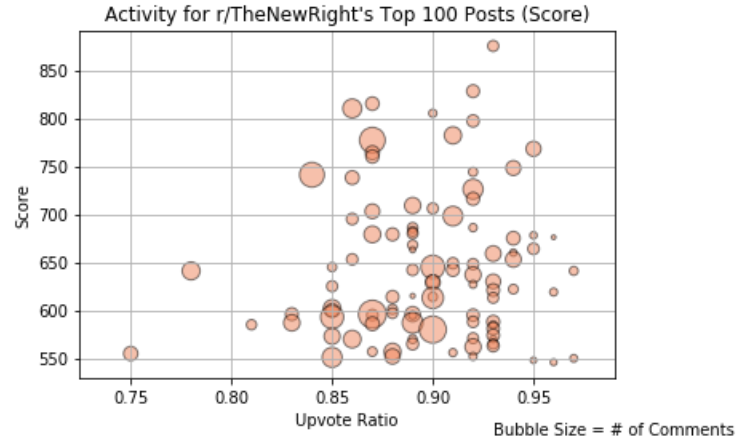 Activity for r/TheNewRight's Top 100 Posts (Score)
850
800
750
700
650
600
550
Score
0.75 0.80 0.85 0.90 0.95
Upvote Ratio
Bubble Size = # of Comments